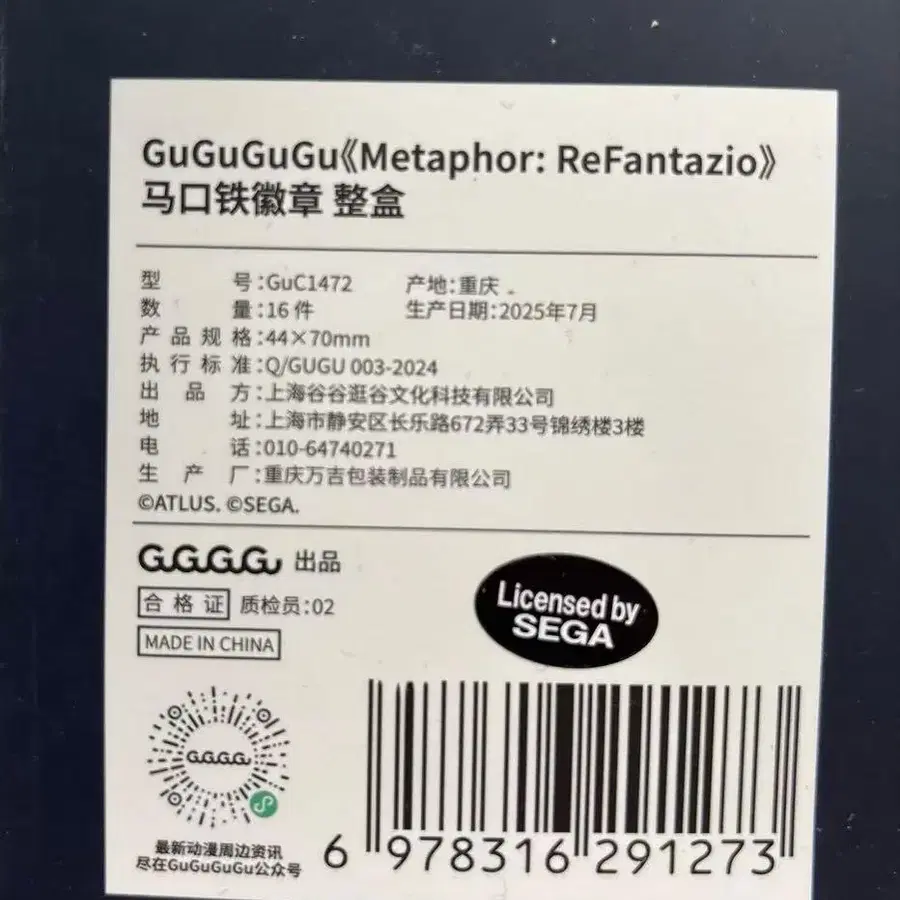 GuGuGuGu《Metaphor: ReFantazio》
马口铁徽章 整盒
型号:GuC1472 产地:重庆
数量:16件 生产日期:2025年7月
产品规格:44×70mm
执行标准:Q/GUGU 003-2024
出品方:上海谷谷逛谷文化科技有限公司
地址:上海市静安区长乐路672弄33号锦绣楼3楼
电话:010-64740271
生产厂:重庆万吉包装制品有限公司
©ATLUS. ©SEGA.
G.G.G.G. 出品
合格证 质检员:02
MADE IN CHINA
Licensed by
SEGA
G.G.G.G.
最新动漫周边资讯
尽在GuGuGuGu公众号
6 978316 291273